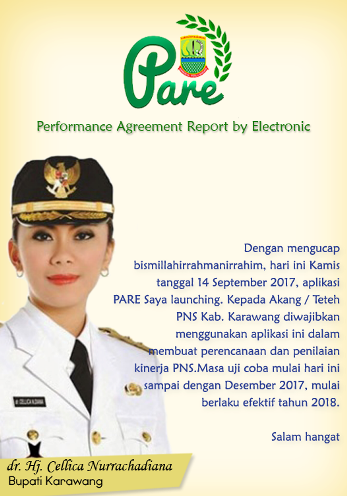 Pare
Performance Agreement Report by Electronic
Dengan mengucap
bismillahirrahmanirrahim, hari ini Kamis
tanggal 14 September 2017, aplikasi
PARE Saya launching. Kepada Akang / Teteh
PNS Kab. Karawang diwajibkan
menggunakan aplikasi ini dalam
membuat perencanaan dan penilaian
kinerja PNS.Masa uji coba mulai hari ini
sampai dengan Desember 2017, mulai
berlaku efektif tahun 2018.
Salam hangat
dr. Hj. Cellica Nurrachadiana
Bupati Karawang